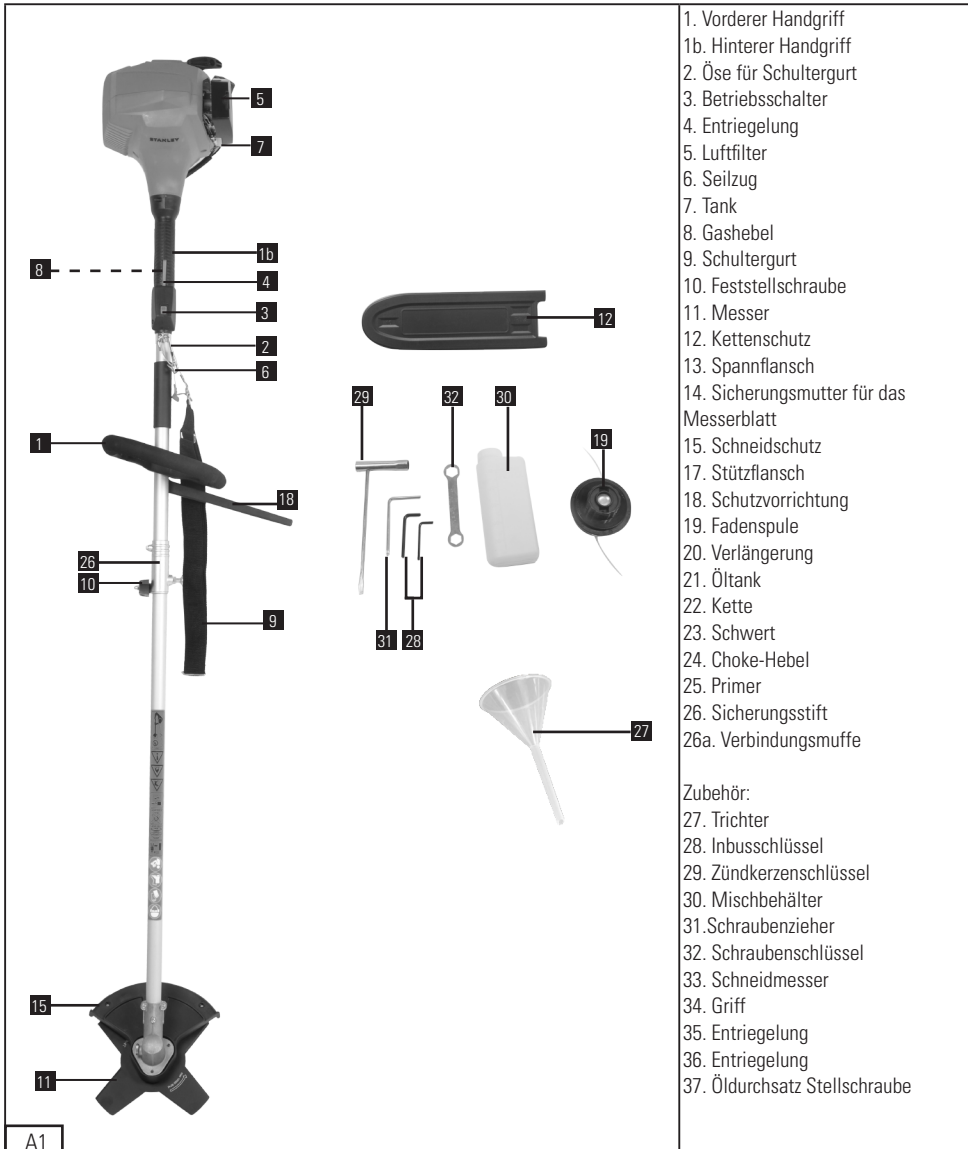 STANLEY
5
7
1b
8
4
3
2
6
12
29
32
30
19
1
18
26
10
9
31
28
27
15
11
A1
1. Vorderer Handgriff
1b. Hinterer Handgriff
2. Öse für Schultergurt
3. Betriebsschalter
4. Entriegelung
5. Luftfilter
6. Seilzug
7. Tank
8. Gashebel
9. Schultergurt
10. Feststellschraube
11. Messer
12. Kettenschutz
13. Spannflansch
14. Sicherungsmutter für das
Messerblatt
15. Schneidschutz
17. Stützflansch
18. Schutzvorrichtung
19. Fadenspule
20. Verlängerung
21. Öltank
22. Kette
23. Schwert
24. Choke-Hebel
25. Primer
26. Sicherungsstift
26a. Verbindungsmuffe
Zubehör:
27. Trichter
28. Inbusschlüssel
29. Zündkerzenschlüssel
30. Mischbehälter
31.Schraubenzieher
32. Schraubenschlüssel
33. Schneidmesser
34. Griff
35. Entriegelung
36. Entriegelung
37. Öldurchsatz Stellschraube